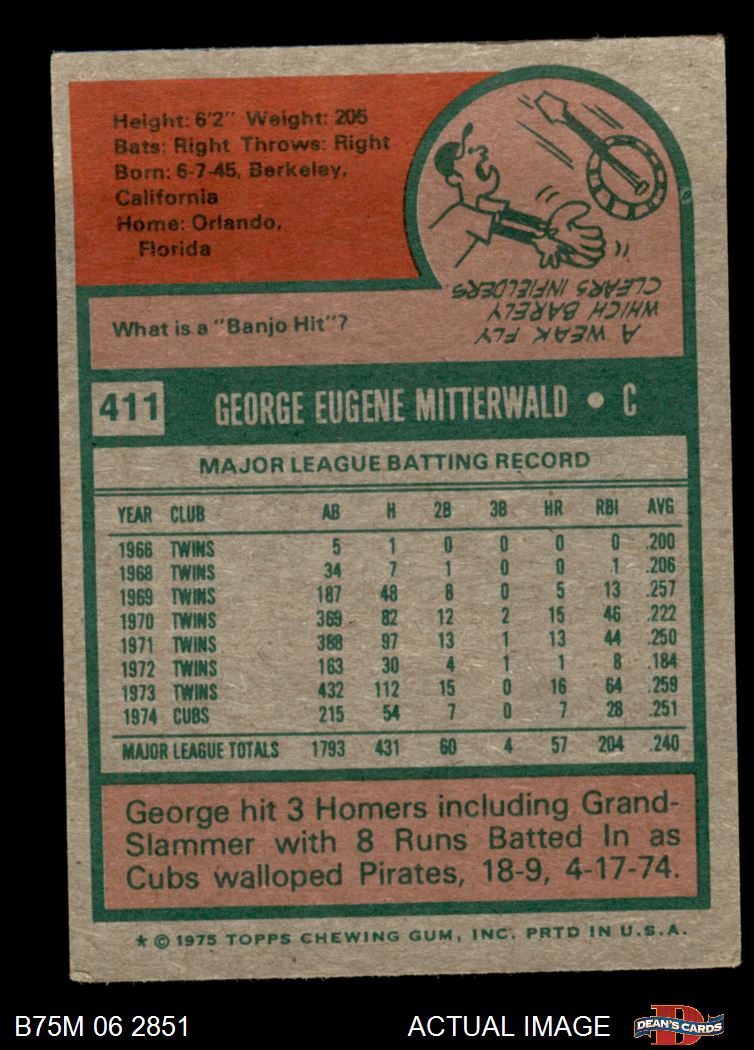 Height: 6'2" Weight: 205
Bats: Right Throws: Right
Born: 6-7-45, Berkeley,
California
Home: Orlando,
Florida
What is a "Banjo Hit"?
A WEAK FLY
WHICH BARELY
CLEARS INFIELDERS
411 GEORGE EUGENE MITTERWALD • C
MAJOR LEAGUE BATTING RECORD
YEAR CLUB AB H 2B 3B HR RBI AVG
1966 TWINS 5 1 0 0 0 0 .200
1968 TWINS 34 7 1 0 0 1 .206
1969 TWINS 187 48 8 0 5 13 .257
1970 TWINS 369 82 12 2 15 46 .222
1971 TWINS 388 97 13 1 13 44 .250
1972 TWINS 163 30 4 1 1 8 .184
1973 TWINS 432 112 15 0 16 64 .259
1974 CUBS 215 54 7 0 7 28 .251
MAJOR LEAGUE TOTALS 1793 431 60 4 57 204 .240
George hit 3 Homers including Grand-
Slammer with 8 Runs Batted In as
Cubs walloped Pirates, 18-9, 4-17-74.
* © 1975 TOPPS CHEWING GUM, INC. PRTD IN U.S.A.
B75M 06 2851 ACTUAL IMAGE DEAN'S CARDS